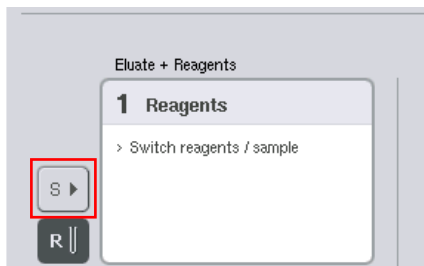 Eluate + Reagents
1 Reagents
> Switch reagents / sample
S
R